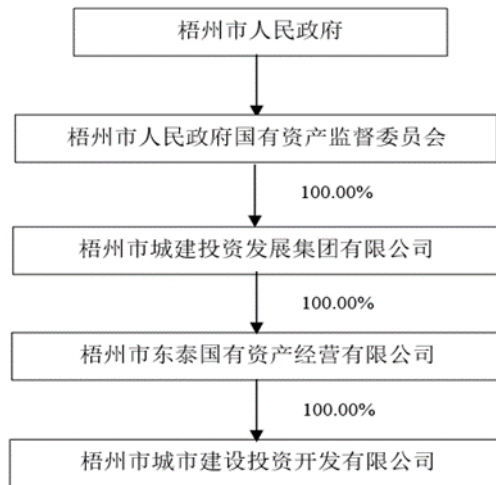 梧州市人民政府
梧州市人民政府国有资产监督委员会
100.00%
梧州市城建投资发展集团有限公司
100.00%
梧州市东泰国有资产经营有限公司
100.00%
梧州市城市建设投资开发有限公司